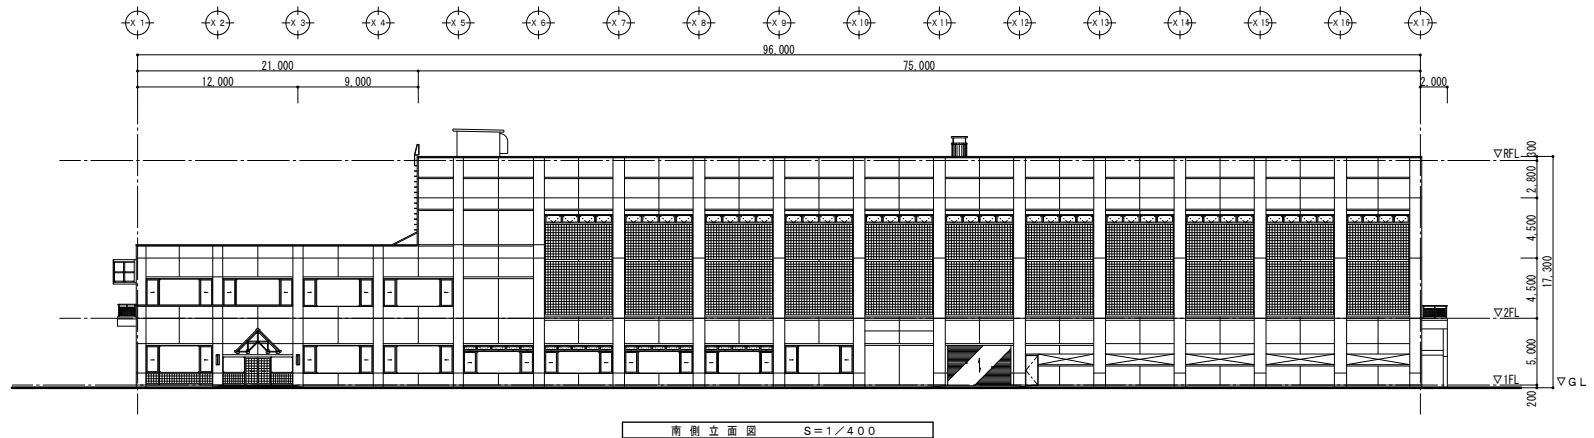 X1 X2 X3 X4 X5 X6 X7 X8 X9 X10 X11 X12 X13 X14 X15 X16 X17
96,000
21,000 75,000
12,000 9,000 2,000
▽RFL
300
2,800
4,500
4,500
17,300
▽2FL
5,000
▽1FL
▽GL
200
南側立面図 S=1/400